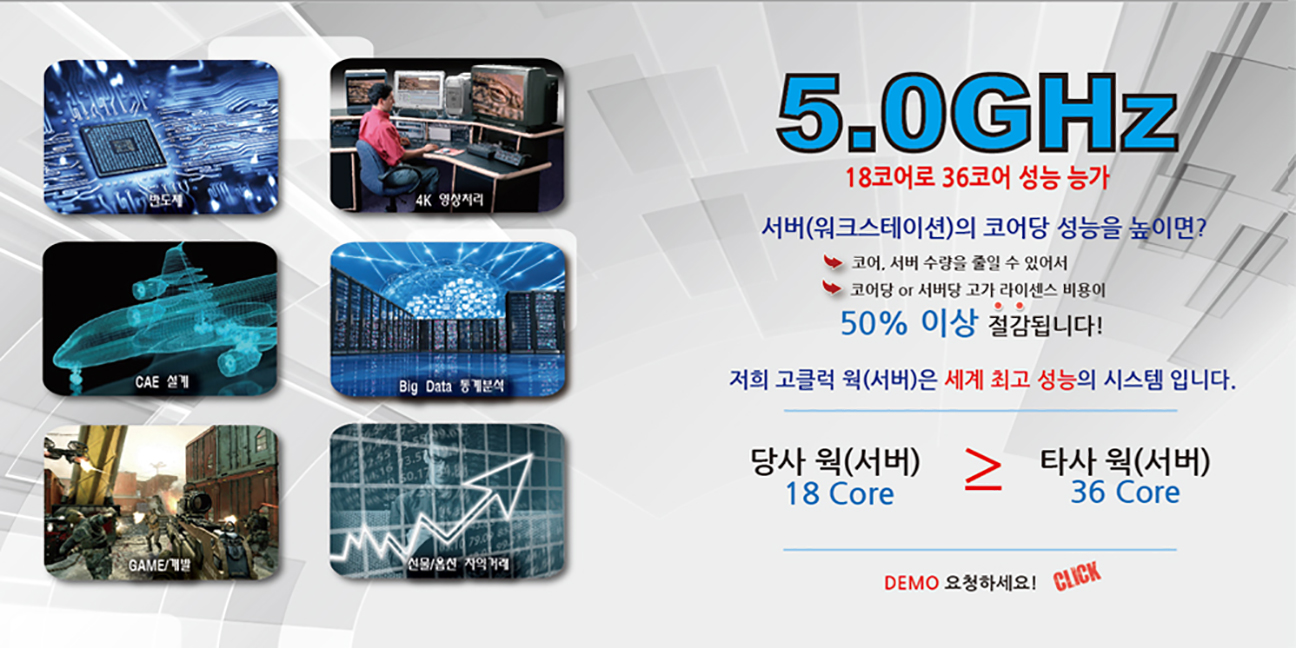 반도체
4K 영상처리
CAE 설계
Big Data 통계분석
GAME/개발
선물/옵션 차익거래
5.0GHz
18코어로 36코어 성능 능가
서버(워크스테이션)의 코어당 성능을 높이면?
코어, 서버 수량을 줄일 수 있어서
코어당 or 서버당 고가 라이센스 비용이
50% 이상 절감됩니다!
저희 고클럭 웍(서버)은 세계 최고 성능의 시스템 입니다.
당사 웍(서버) ≥ 타사 웍(서버)
18 Core 36 Core
DEMO 요청하세요! CLICK